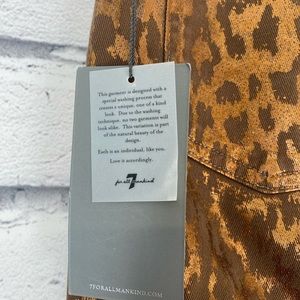 This garment is designed with a
special washing process that
creates a unique, one of a kind
look. Due to the washing
technique, no two garments will
look alike. This variation is part
of the natural beauty of the
design.
Each is an individual, like you.
Love it accordingly.
7
for all mankind
7FORALLMANKIND.COM